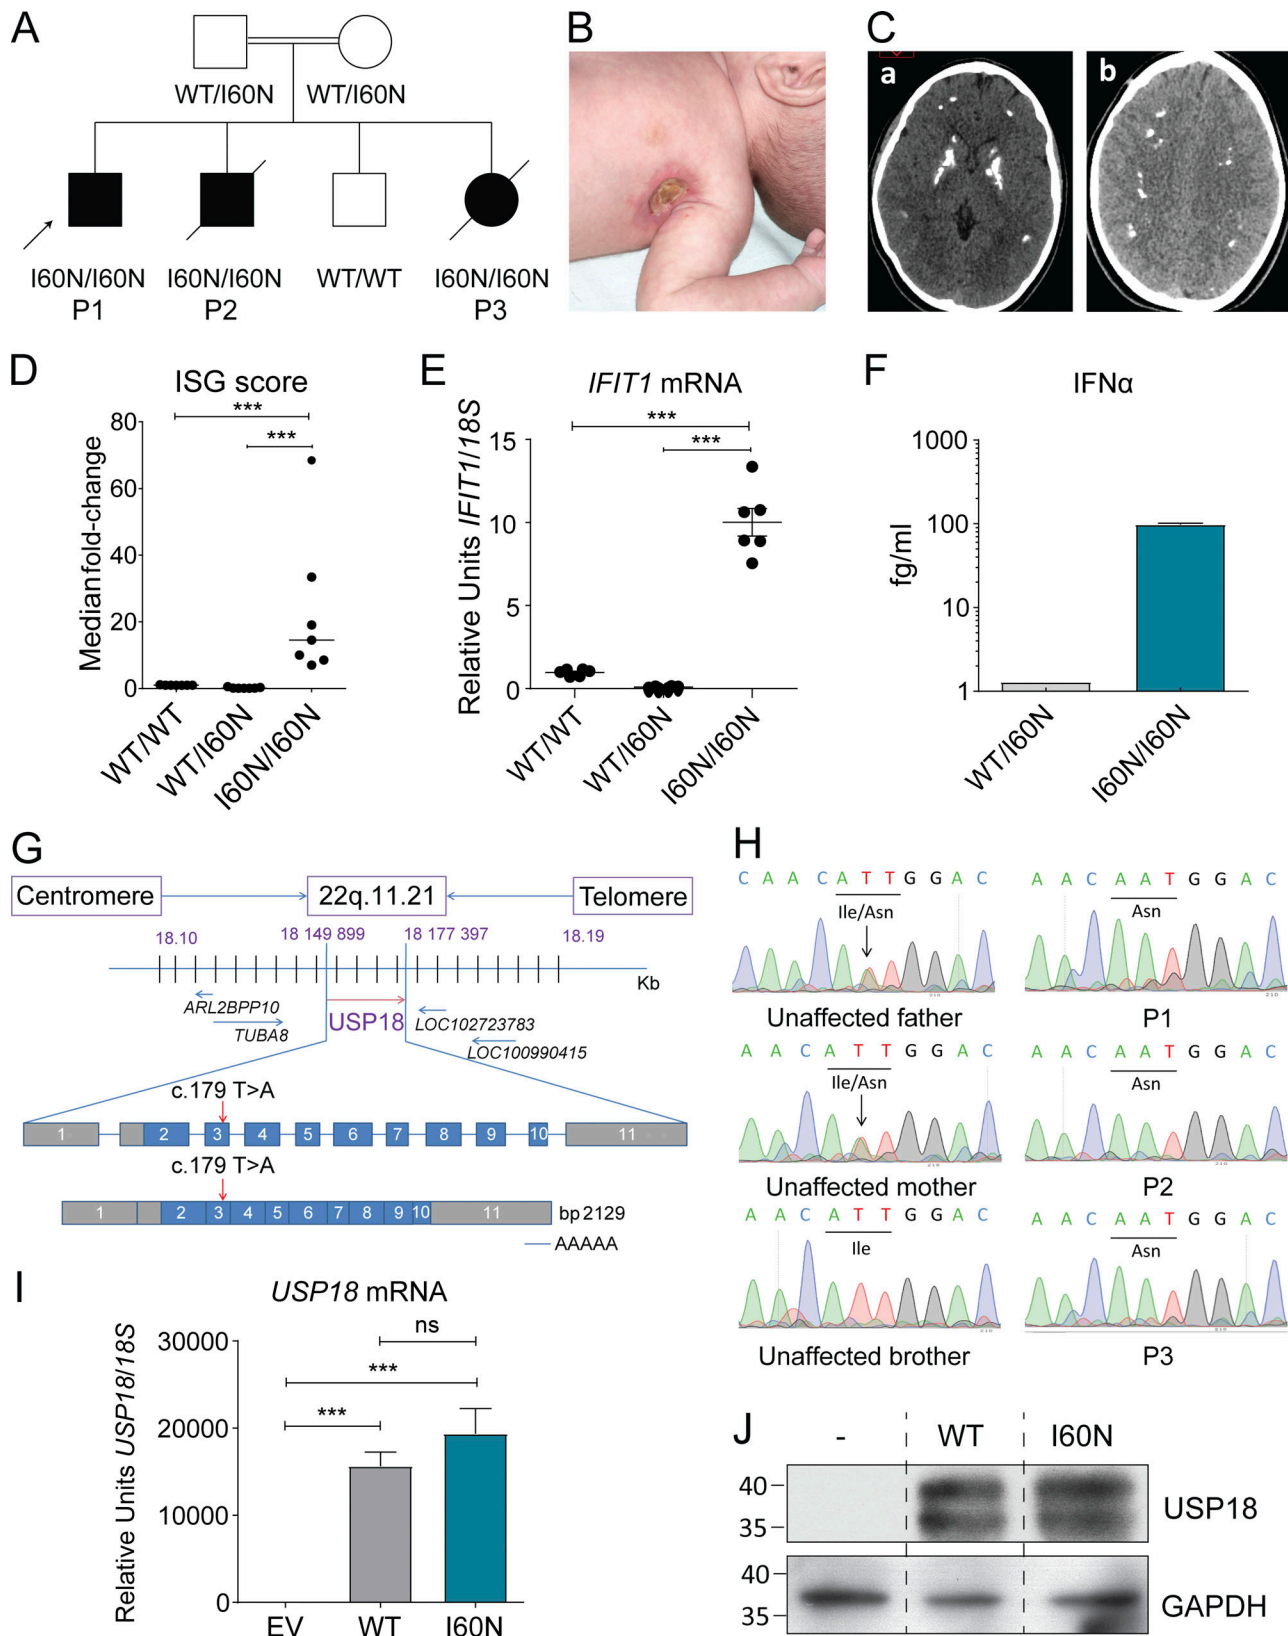 A
WT/I60N WT/I60N
I60N/I60N I60N/I60N WT/WT I60N/I60N
P1 P2 P3
B
C
a b
D
ISG score
***
***
Medianfold-change
80
60
40
20
0
WT/WT
WT/I60N
I60N/I60N
E
IFIT1 mRNA
***
***
Relative Units IFIT1/18S
15
10
5
0
WT/WT
WT/I60N
I60N/I60N
F
IFNα
fg/ml
1000
100
10
1
WT/I60N
I60N/I60N
G
Centromere 22q.11.21 Telomere
18.10 18 149 899 18 177 397 18.19
Kb
ARL2BPP10
TUBA8
USP18
LOC102723783
LOC100990415
c.179 T>A
1 2 3 4 5 6 7 8 9 10 11
c.179 T>A
1 2 3 4 5 6 7 8 9 10 11 bp 2129
AAAAA
H
C A A C A T T G G A C
Ile/Asn
210
Unaffected father
A A C A A T G G A C
Asn
210
P1
A A C A T T G G A C
Ile/Asn
210
Unaffected mother
A A C A A T G G A C
Asn
210
P2
A A C A T T G G A C
Ile
210
Unaffected brother
A A C A A T G G A C
Asn
210
P3
I
USP18 mRNA
ns
***
***
Relative Units USP18/18S
30000
20000
10000
0
EV WT I60N
J
- WT I60N
40
35
USP18
40
35
GAPDH